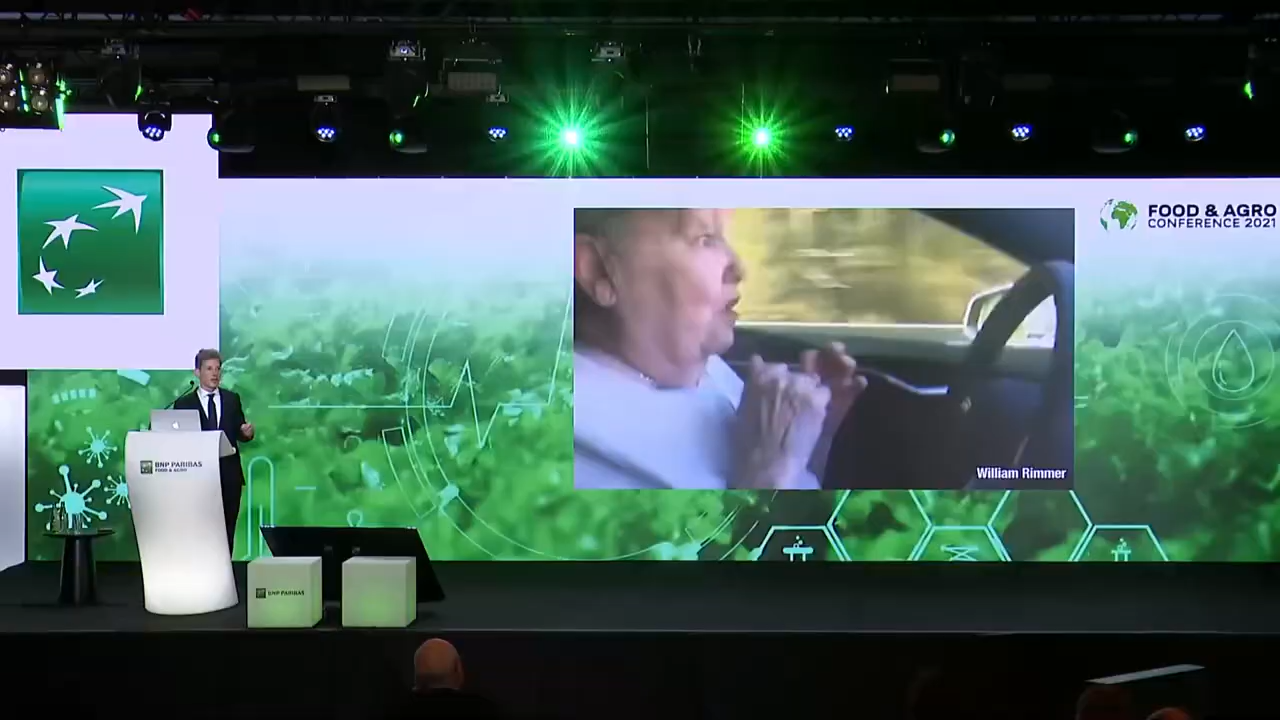 FOOD & AGRO
CONFERENCE 2021
William Rimmer
BNP PARIBAS
FOOD & AGRO
BNP PARIBAS